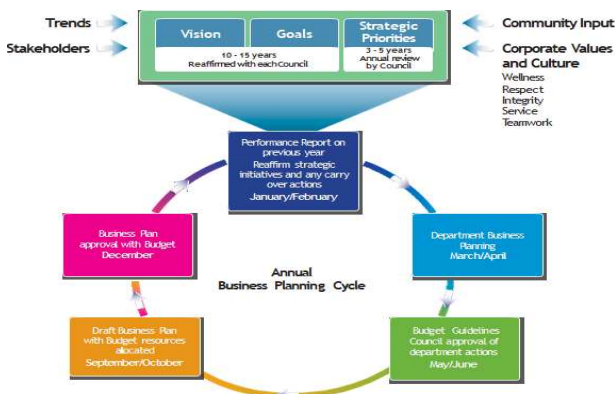 Trends
Stakeholders
Vision
Goals
Strategic
Priorities
10 - 15 years
Reaffirmed with each Council
3 - 5 years
Annual review
by Council
Community Input
Corporate Values
and Culture
Wellness
Respect
Integrity
Service
Teamwork
Performance Report on
previous year
Reaffirm strategic
initiatives and any carry
over actions
January/February
Business Plan
approval with Budget
December
Department Business
Planning
March/April
Annual
Business Planning Cycle
Draft Business Plan
with Budget resources
allocated
September/October
Budget Guidelines
Council approval of
department actions
May/June